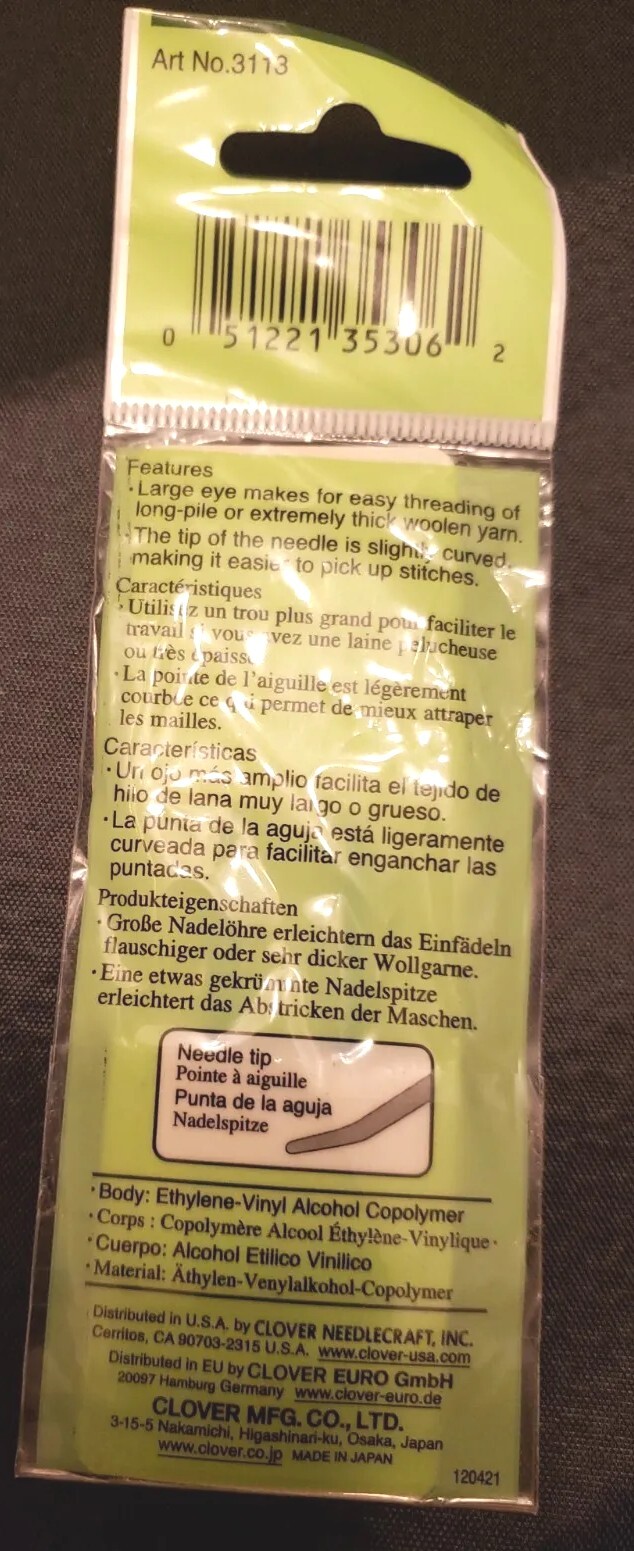 Art No.3113
0 51221 35306 2
Features
·Large eye makes for easy threading of
long-pile or extremely thick woolen yarn.
·The tip of the needle is slightly curved,
making it easier to pick up stitches.
Caractéristiques
·Utilisez un trou plus grand pour faciliter le
travail si vous avez une laine pelucheuse
ou très épaisse
·La pointe de l'aiguille est légèrement
courbée ce qui permet de mieux attraper
les mailles.
Características
·Un ojo más amplio facilita el tejido de
hilo de lana muy largo o grueso.
·La punta de la aguja está ligeramente
curveada para facilitar enganchar las
puntadas.
Produkteigenschaften
·Große Nadelöhre erleichtern das Einfädeln
flauschiger oder sehr dicker Wollgarne.
·Eine etwas gekrümmte Nadelspitze
erleichtert das Abstricken der Maschen.
Needle tip
Pointe à aiguille
Punta de la aguja
Nadelspitze
·Body: Ethylene-Vinyl Alcohol Copolymer
·Corps : Copolymère Alcool Éthylène-Vinylique·
·Cuerpo: Alcohol Etilico Vinilico
·Material: Äthylen-Venylalkohol-Copolymer
Distributed in U.S.A. by CLOVER NEEDLECRAFT, INC.
Cerritos, CA 90703-2315 U.S.A. www.clover-usa.com
Distributed in EU by CLOVER EURO GmbH
20097 Hamburg Germany www.clover-euro.de
CLOVER MFG. CO., LTD.
3-15-5 Nakamichi, Higashinari-ku, Osaka, Japan
www.clover.co.jp MADE IN JAPAN
120421